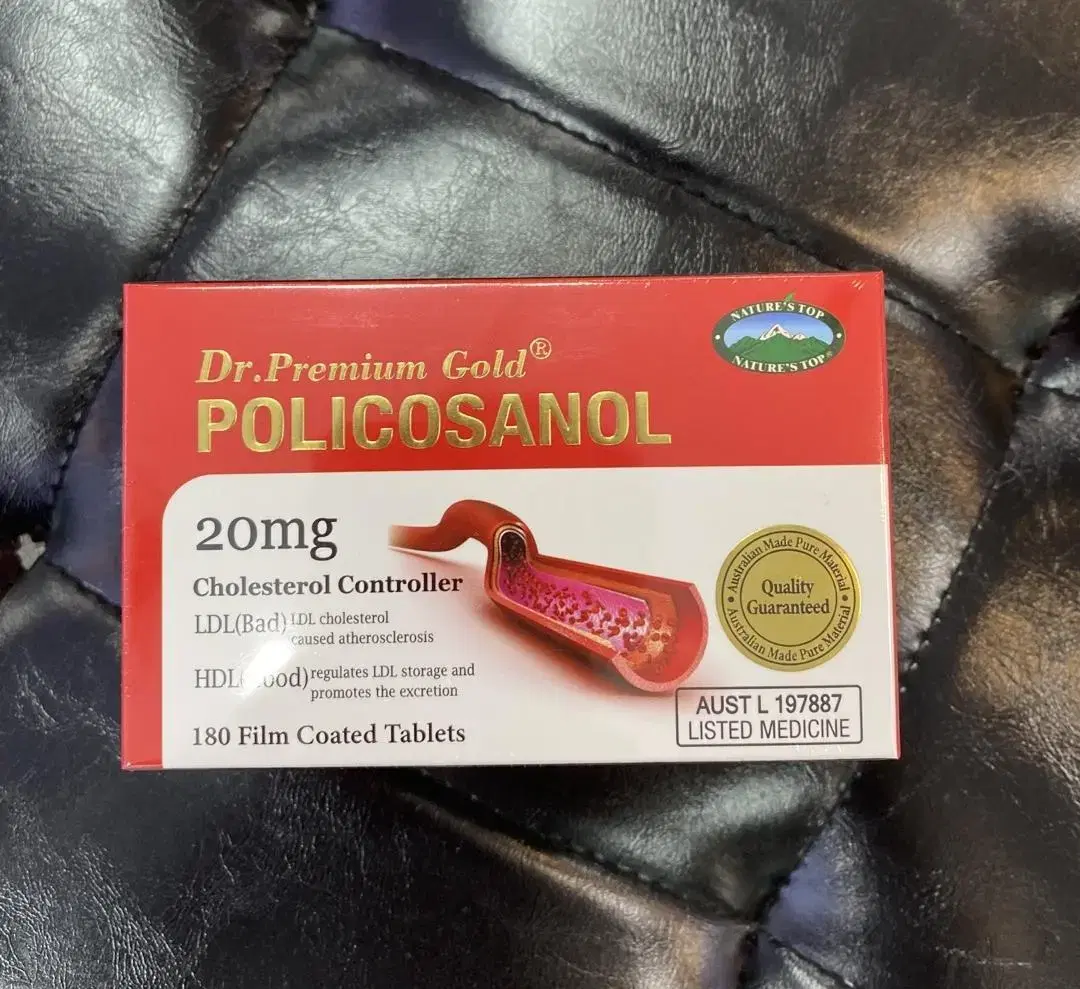 NATURE'S TOP
NATURE'S TOP®
Dr.Premium Gold®
POLICOSANOL
20mg
Cholesterol Controller
LDL(Bad) LDL cholesterol
caused atherosclerosis
regulates LDL storage and
promotes the excretion
180 Film Coated Tablets
Australian Made Pure Material
Quality
Guaranteed
Australian Made Pure Material
AUST L 197887
LISTED MEDICINE